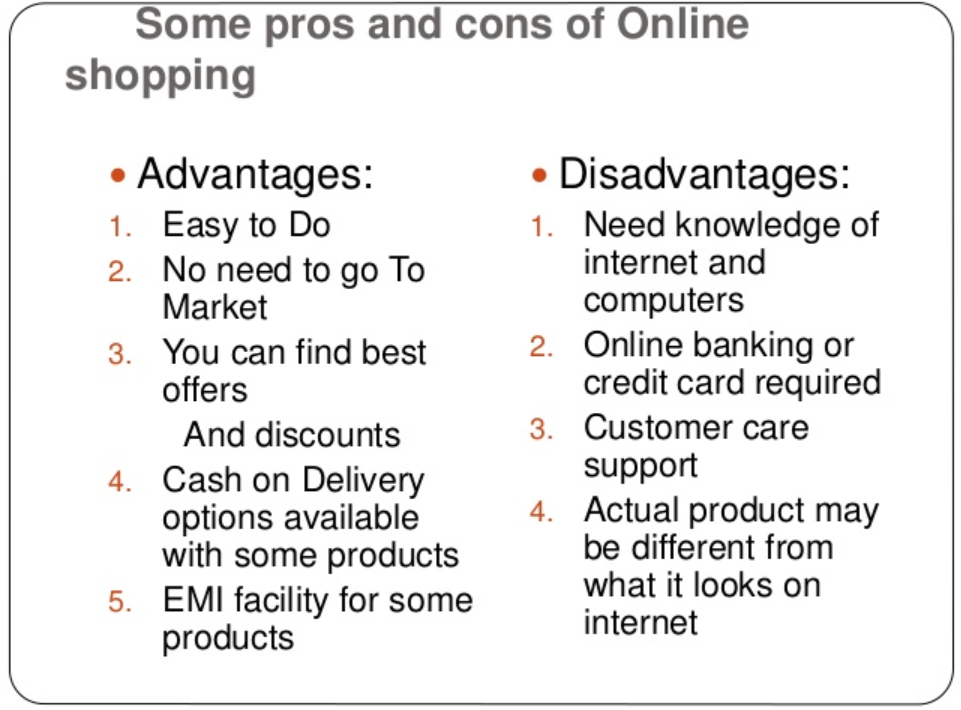 Some pros and cons of Online
shopping
• Advantages:
1. Easy to Do
2. No need to go To
Market
3. You can find best
offers
And discounts
4. Cash on Delivery
options available
with some products
5. EMI facility for some
products
• Disadvantages:
1. Need knowledge of
internet and
computers
2. Online banking or
credit card required
3. Customer care
support
4. Actual product may
be different from
what it looks on
internet